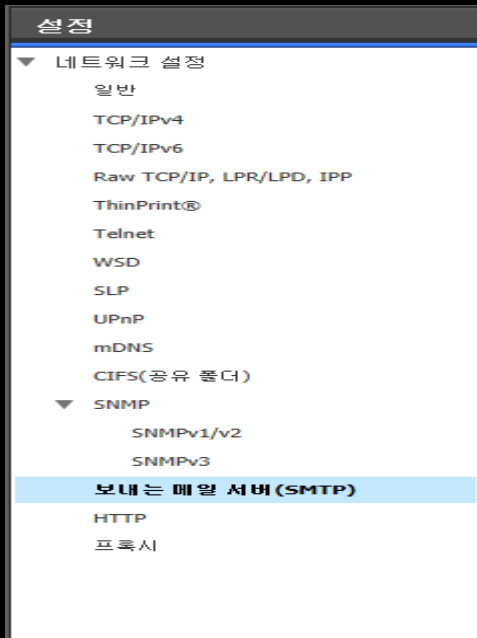 설정
네트워크 설정
일반
TCP/IPv4
TCP/IPv6
Raw TCP/IP, LPR/LPD, IPP
ThinPrint®
Telnet
WSD
SLP
UPnP
mDNS
CIFS(공유 폴더)
SNMP
SNMPv1/v2
SNMPv3
보내는 메일 서버(SMTP)
HTTP
프록시